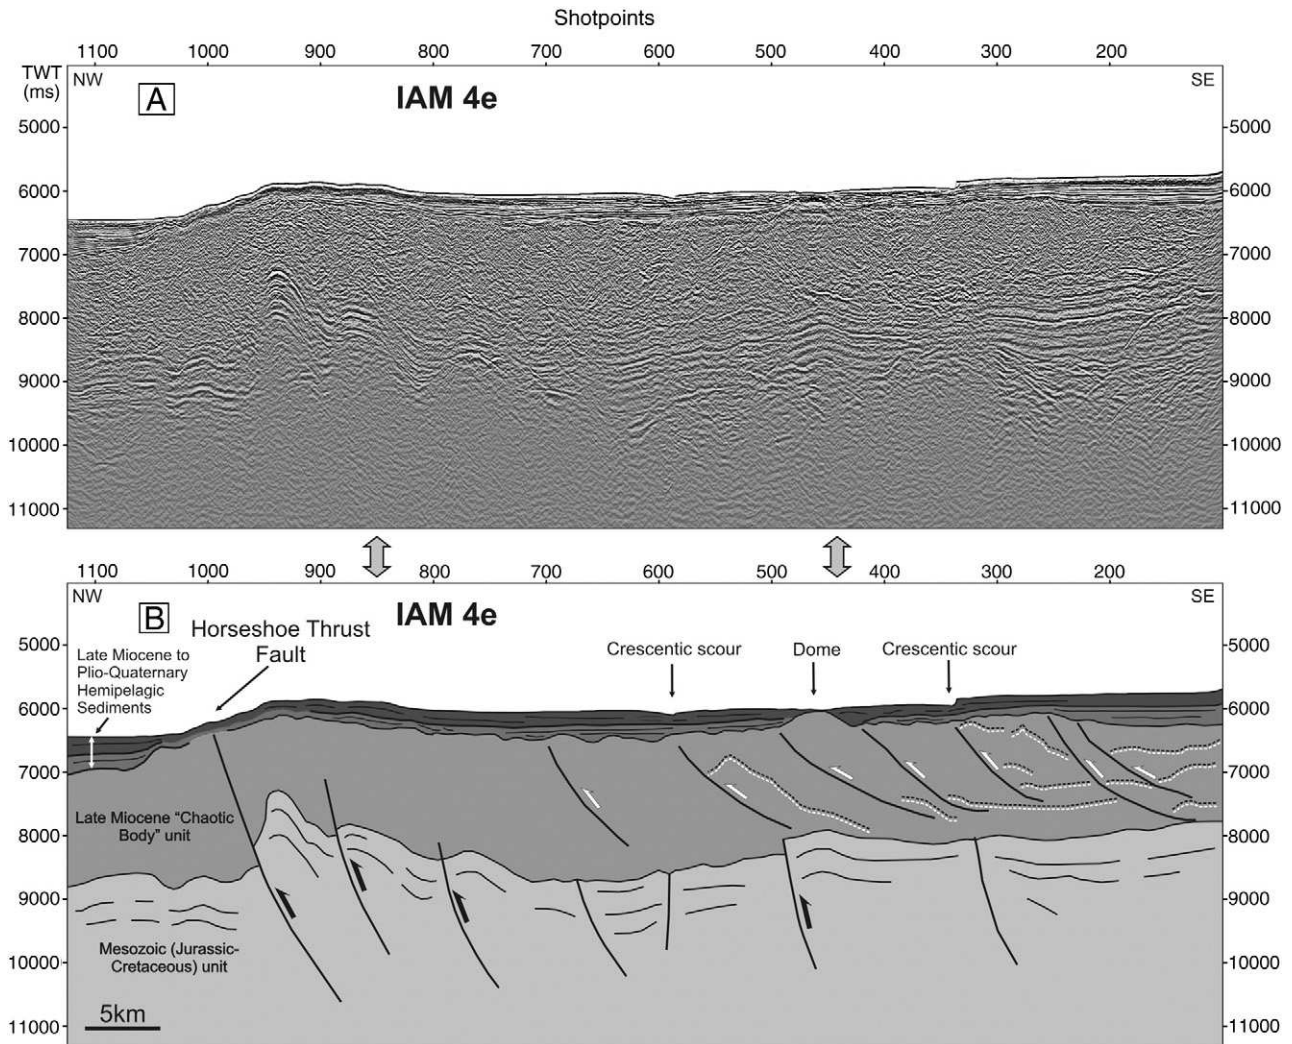 Shotpoints
1100 1000 900 800 700 600 500 400 300 200
TWT
(ms)
NW
SE
A
IAM 4e
5000 5000
6000 6000
7000 7000
8000 8000
9000 9000
10000 10000
11000 11000
1100 1000 900 800 700 600 500 400 300 200
NW
SE
B
IAM 4e
Horseshoe Thrust
Fault
Crescentic scour
Dome
Crescentic scour
Late Miocene to
Plio-Quaternary
Hemipelagic
Sediments
5000 5000
6000 6000
7000 7000
Late Miocene "Chaotic
Body" unit
8000 8000
9000 9000
Mesozoic (Jurassic-
Cretaceous) unit
10000 10000
5km
11000 11000